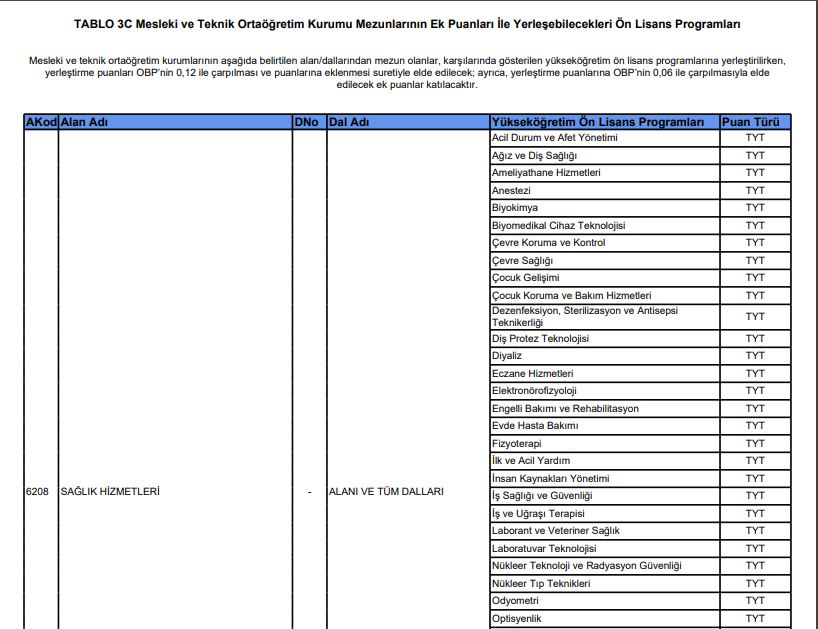 TABLO 3C Mesleki ve Teknik Ortaöğretim Kurumu Mezunlarının Ek Puanları İle Yerleşebilecekleri Ön Lisans Programları
Mesleki ve teknik ortaöğretim kurumlarının aşağıda belirtilen alan/dallarından mezun olanlar, karşılarında gösterilen yükseköğretim ön lisans programlarına yerleştirilirken,
yerleştirme puanları OBP'nin 0,12 ile çarpılması ve puanlarına eklenmesi suretiyle elde edilecek; ayrıca, yerleştirme puanlarına OBP'nin 0,06 ile çarpılmasıyla elde
edilecek ek puanlar katılacaktır.
AKod Alan Adı DNo Dal Adı Yükseköğretim Ön Lisans Programları Puan Türü
Acil Durum ve Afet Yönetimi TYT
Ağız ve Diş Sağlığı TYT
Ameliyathane Hizmetleri TYT
Anestezi TYT
Biyokimya TYT
Biyomedikal Cihaz Teknolojisi TYT
Çevre Koruma ve Kontrol TYT
Çevre Sağlığı TYT
Çocuk Gelişimi TYT
Çocuk Koruma ve Bakım Hizmetleri TYT
Dezenfeksiyon, Sterilizasyon ve Antisepsi
Teknikerliği TYT
Diş Protez Teknolojisi TYT
Diyaliz TYT
Eczane Hizmetleri TYT
Elektronörofizyoloji TYT
Engelli Bakımı ve Rehabilitasyon TYT
Evde Hasta Bakımı TYT
Fizyoterapi TYT
İlk ve Acil Yardım TYT
İnsan Kaynakları Yönetimi TYT
6208 SAĞLIK HİZMETLERİ - ALANI VE TÜM DALLARI İş Sağlığı ve Güvenliği TYT
İş ve Uğraşı Terapisi TYT
Laborant ve Veteriner Sağlık TYT
Laboratuvar Teknolojisi TYT
Nükleer Teknoloji ve Radyasyon Güvenliği TYT
Nükleer Tıp Teknikleri TYT
Odyometri TYT
Optisyenlik TYT